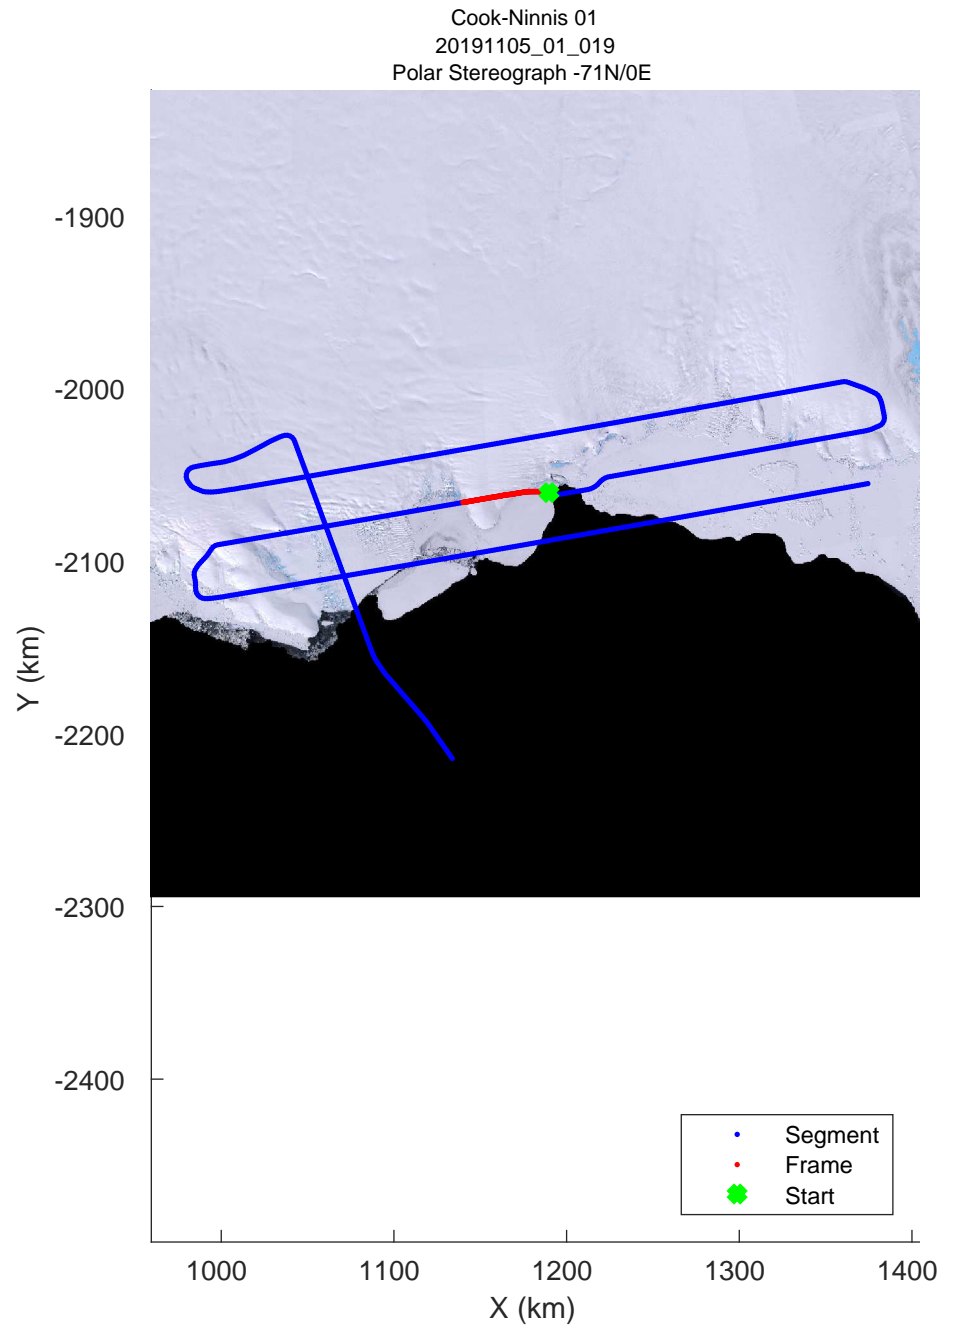 Cook-Ninnis 01
20191105_01_019
Polar Stereograph -71N/0E
-1900
-2000
-2100
-2200
-2300
-2400
Y (km)
Segment
Frame
Start
1000
1100
1200
1300
1400
X (km)